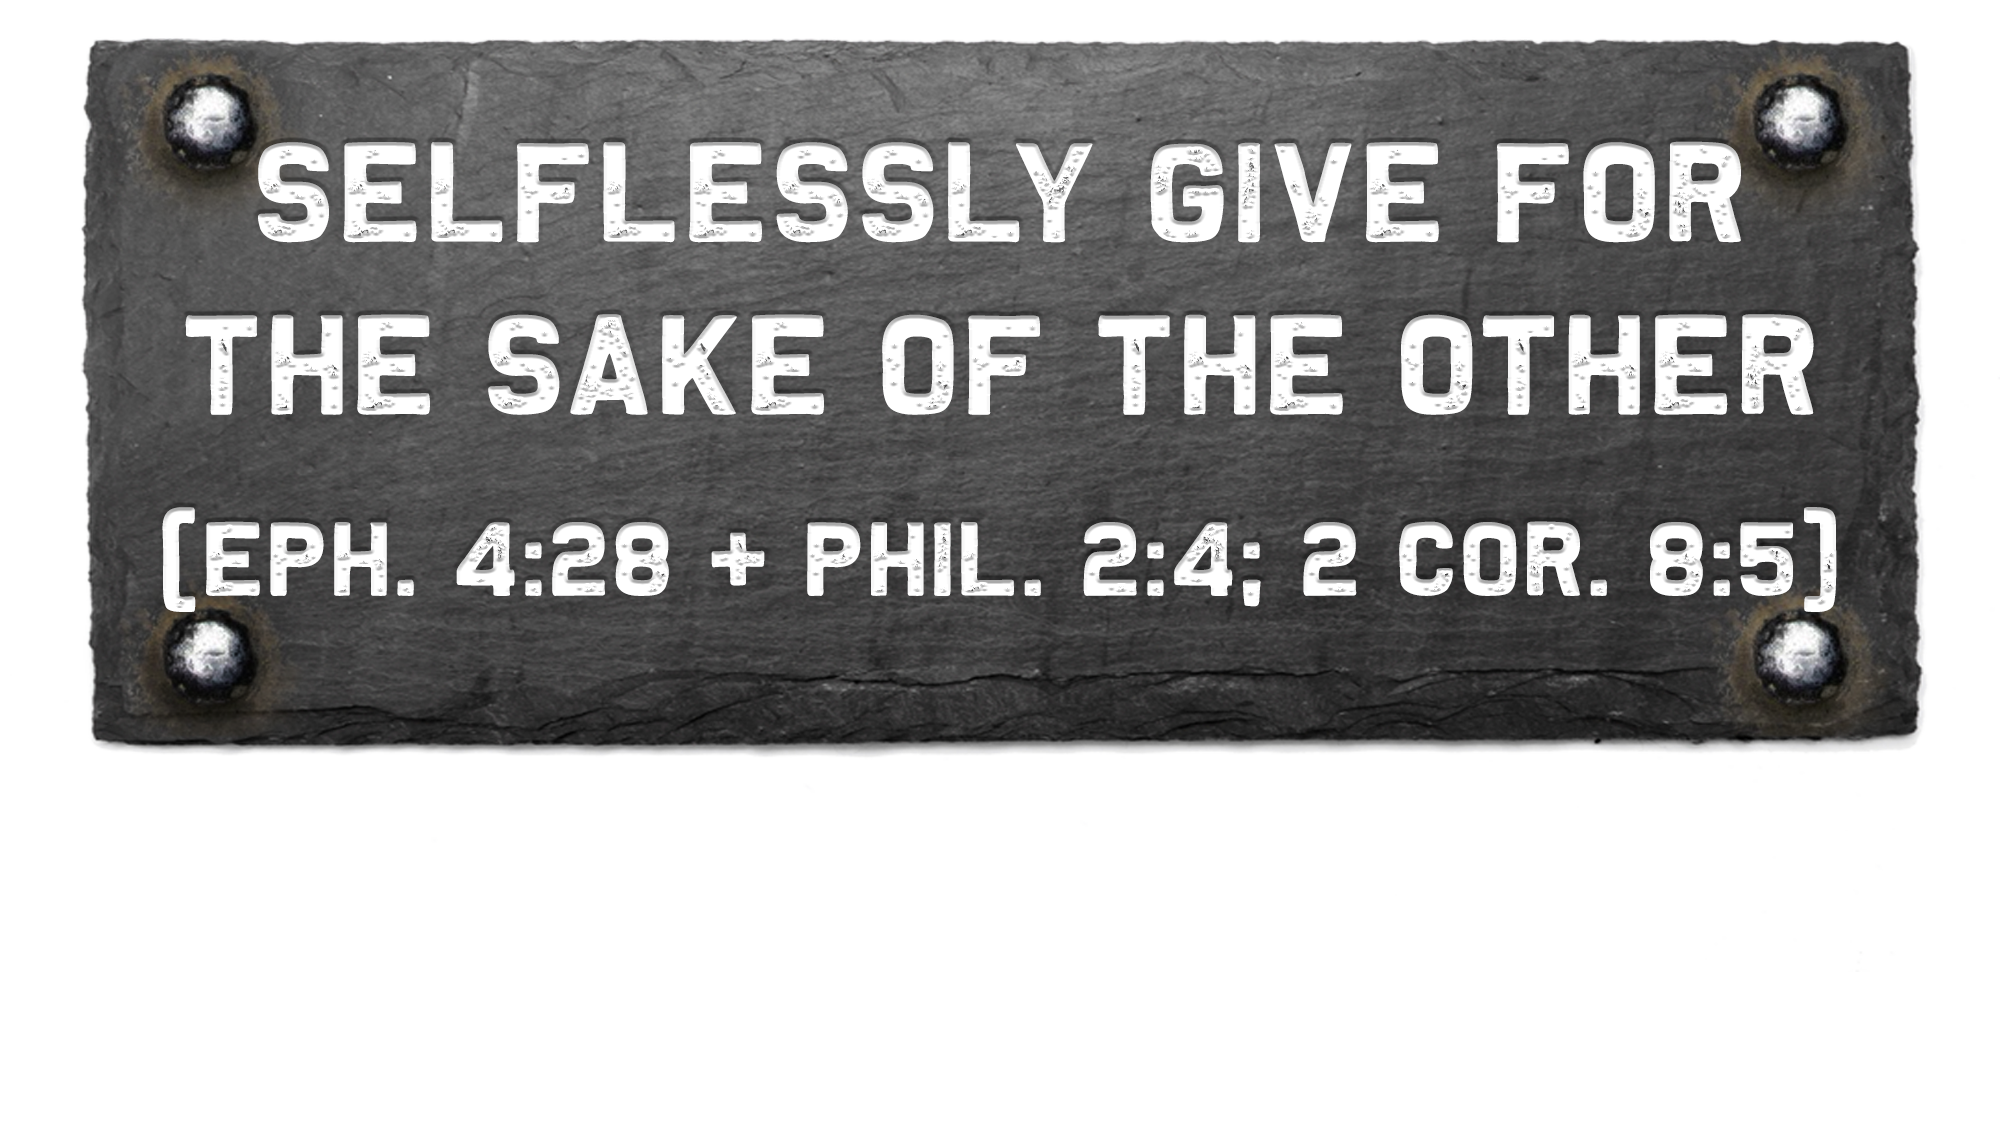 SELFLESSLY GIVE FOR
THE SAKE OF THE OTHER
(EPH. 4:28 + PHIL. 2:4; 2 COR. 8:5)